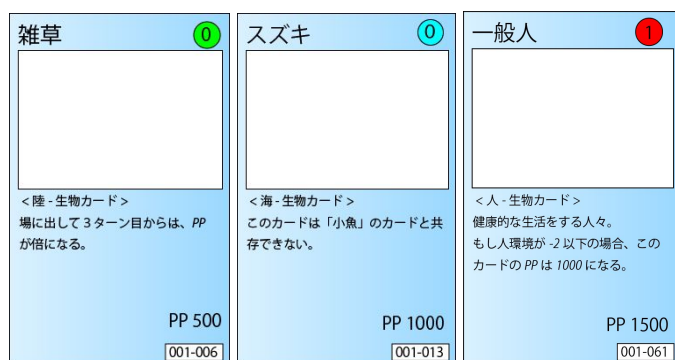 雑草 0
<陸 - 生物カード>
場に出して3ターン目からは、PP
が倍になる。
PP 500
001-006
スズキ 0
<海 - 生物カード>
このカードは「小魚」のカードと共
存できない。
PP 1000
001-013
一般人 1
<人 - 生物カード>
健康的な生活をする人々。
もし人環境が -2 以下の場合、この
カードの PP は 1000 になる。
PP 1500
001-061